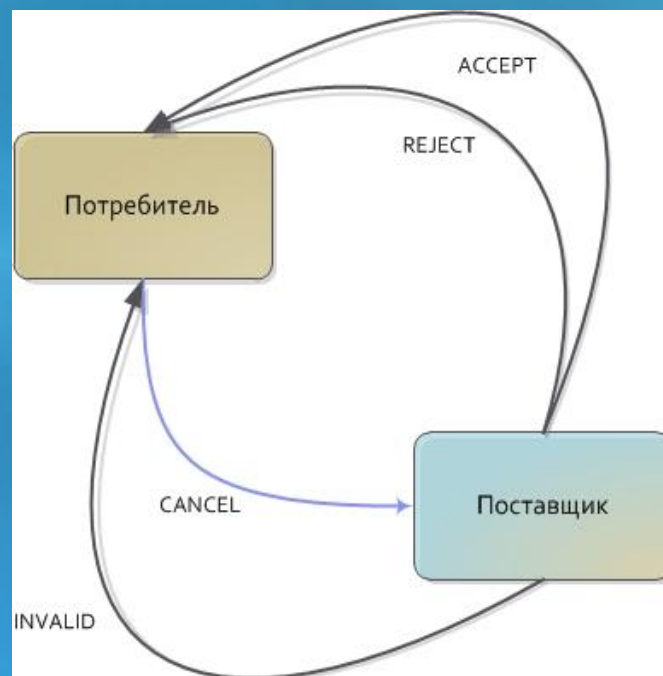 ACCEPT
REJECT
Потребитель
CANCEL
Поставщик
INVALID